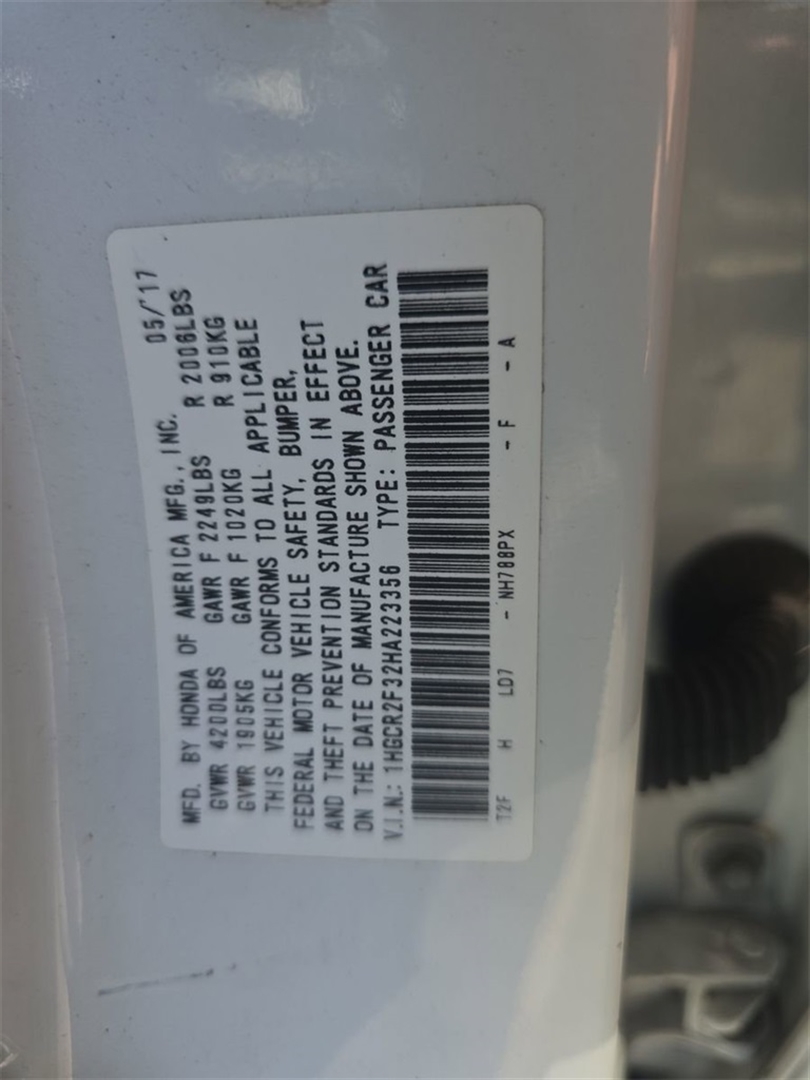 MFD. BY HONDA OF AMERICA MFG., INC. 05/'17
GVWR 4200LBS GAWR F 2249LBS R 2006LBS
GVWR 1905KG GAWR F 1020KG R 910KG
THIS VEHICLE CONFORMS TO ALL APPLICABLE
FEDERAL MOTOR VEHICLE SAFETY, BUMPER,
AND THEFT PREVENTION STANDARDS IN EFFECT
ON THE DATE OF MANUFACTURE SHOWN ABOVE.
V.I.N.: 1HGCR2F32HA223356 TYPE: PASSENGER CAR
T2F H LD7 - NH788PX - F - A